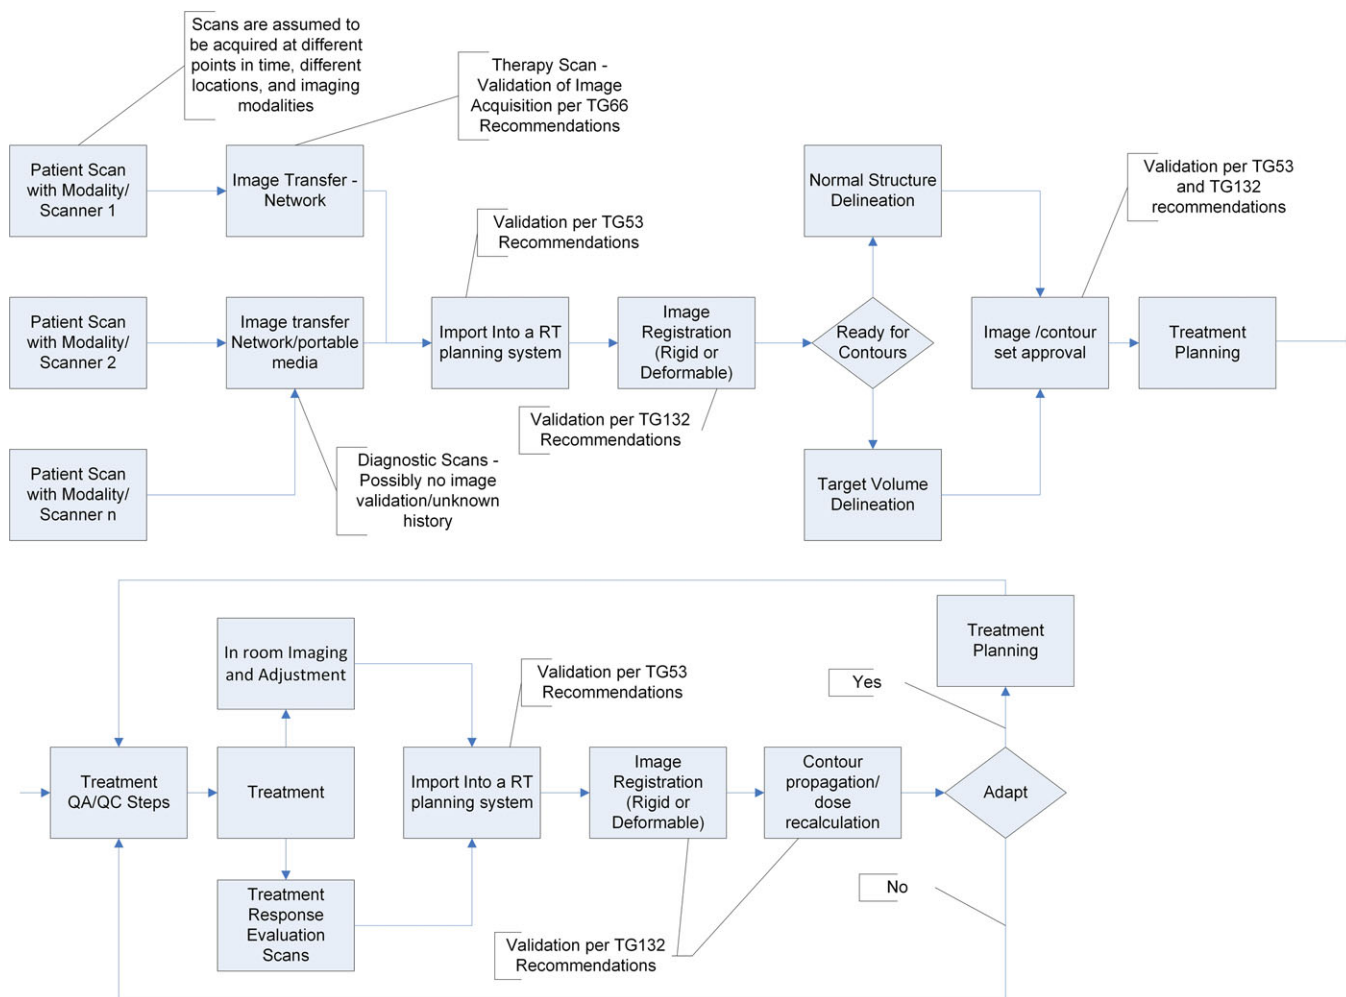 Scans are assumed to
be acquired at different
points in time, different
locations, and imaging
modalities
Therapy Scan -
Validation of Image
Acquisition per TG66
Recommendations
Patient Scan
with Modality/
Scanner 1
Image Transfer -
Network
Normal Structure
Delineation
Validation per TG53
and TG132
recommendations
Validation per TG53
Recommendations
Patient Scan
with Modality/
Scanner 2
Image transfer
Network/portable
media
Import Into a RT
planning system
Image
Registration
(Rigid or
Deformable)
Ready for
Contours
Image /contour
set approval
Treatment
Planning
Validation per TG132
Recommendations
Patient Scan
with Modality/
Scanner n
Diagnostic Scans -
Possibly no image
validation/unknown
history
Target Volume
Delineation
Treatment
Planning
In room Imaging
and Adjustment
Validation per TG53
Recommendations
Yes
Treatment
QA/QC Steps
Treatment
Import Into a RT
planning system
Image
Registration
(Rigid or
Deformable)
Contour
propagation/
dose
recalculation
Adapt
Treatment
Response
Evaluation
Scans
No
Validation per TG132
Recommendations